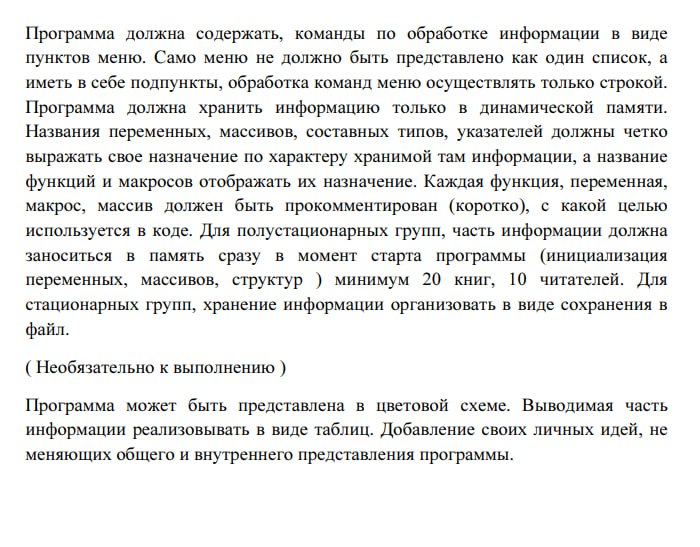 Программа должна содержать, команды по обработке информации в виде
пунктов меню. Само меню не должно быть представлено как один список, а
иметь в себе подпункты, обработка команд меню осуществлять только строкой.
Программа должна хранить информацию только в динамической памяти.
Названия переменных, массивов, составных типов, указателей должны четко
выражать свое назначение по характеру хранимой там информации, а название
функций и макросов отображать их назначение. Каждая функция, переменная,
макрос, массив должен быть прокомментирован (коротко), с какой целью
используется в коде. Для полустационарных групп, часть информации должна
заноситься в память сразу в момент старта программы (инициализация
переменных, массивов, структур ) минимум 20 книг, 10 читателей. Для
стационарных групп, хранение информации организовать в виде сохранения в
файл.
( Необязательно к выполнению )
Программа может быть представлена в цветовой схеме. Выводимая часть
информации реализовывать в виде таблиц. Добавление своих личных идей, не
меняющих общего и внутреннего представления программы.